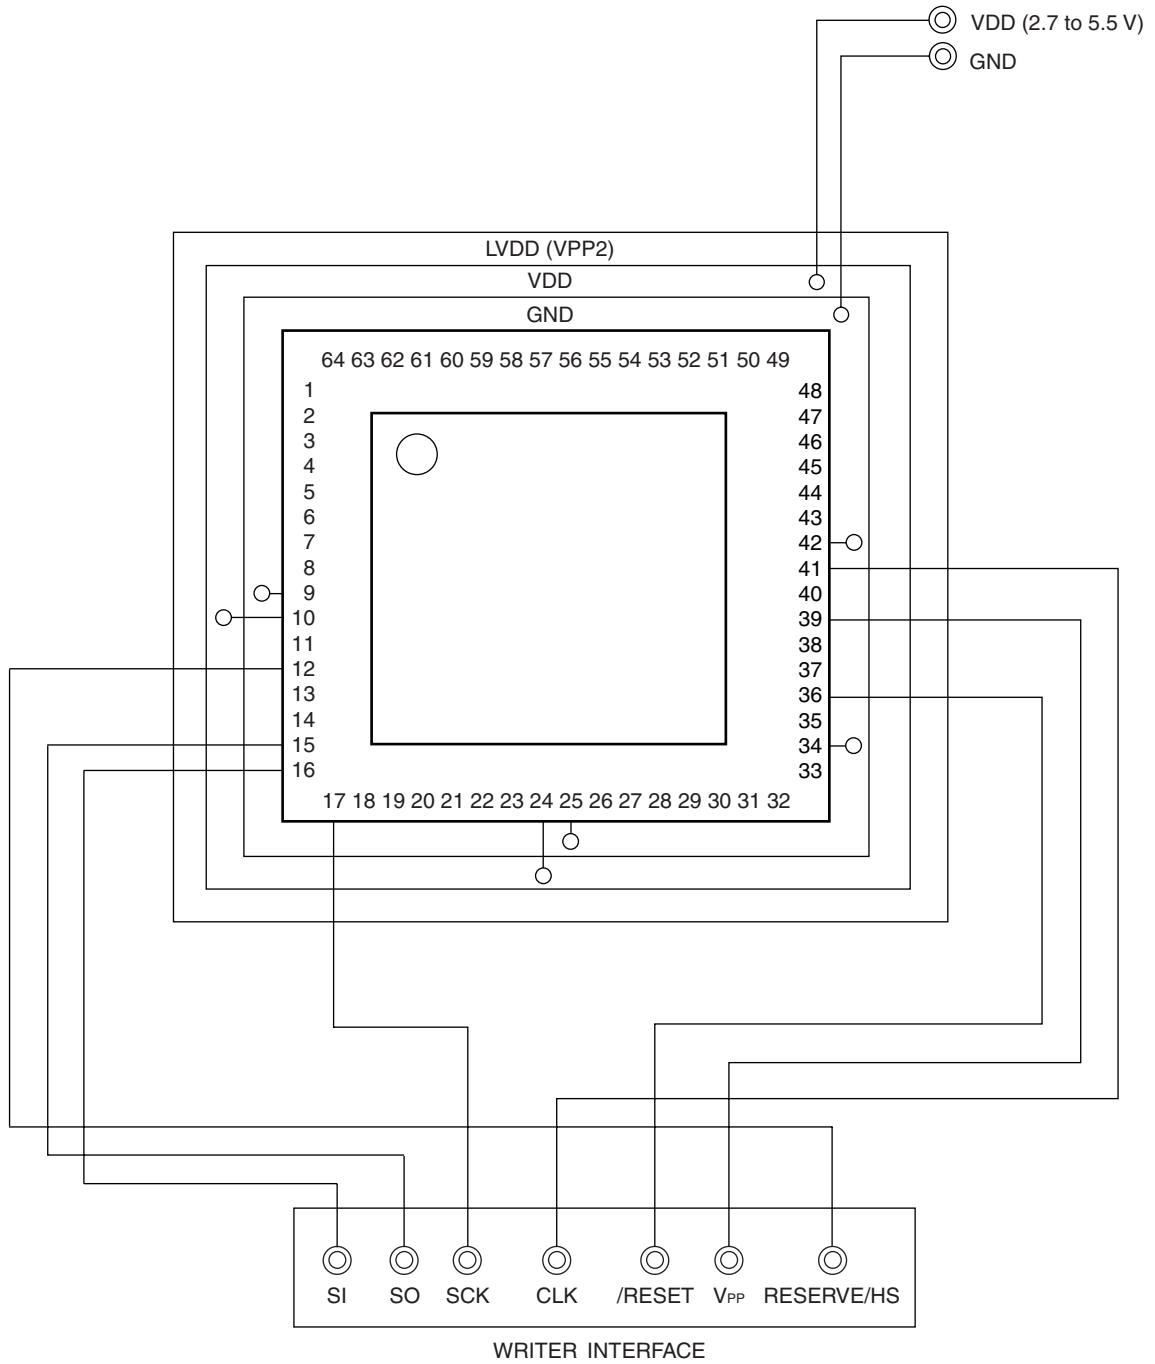 VDD (2.7 to 5.5 V)
GND
LVDD (VPP2)
VDD
GND
64 63 62 61 60 59 58 57 56 55 54 53 52 51 50 49
1 48
2 47
3 46
4 45
5 44
6 43
7 42
8 41
9 40
10 39
11 38
12 37
13 36
14 35
15 34
16 33
17 18 19 20 21 22 23 24 25 26 27 28 29 30 31 32
SI SO SCK CLK /RESET VPP RESERVE/HS
WRITER INTERFACE